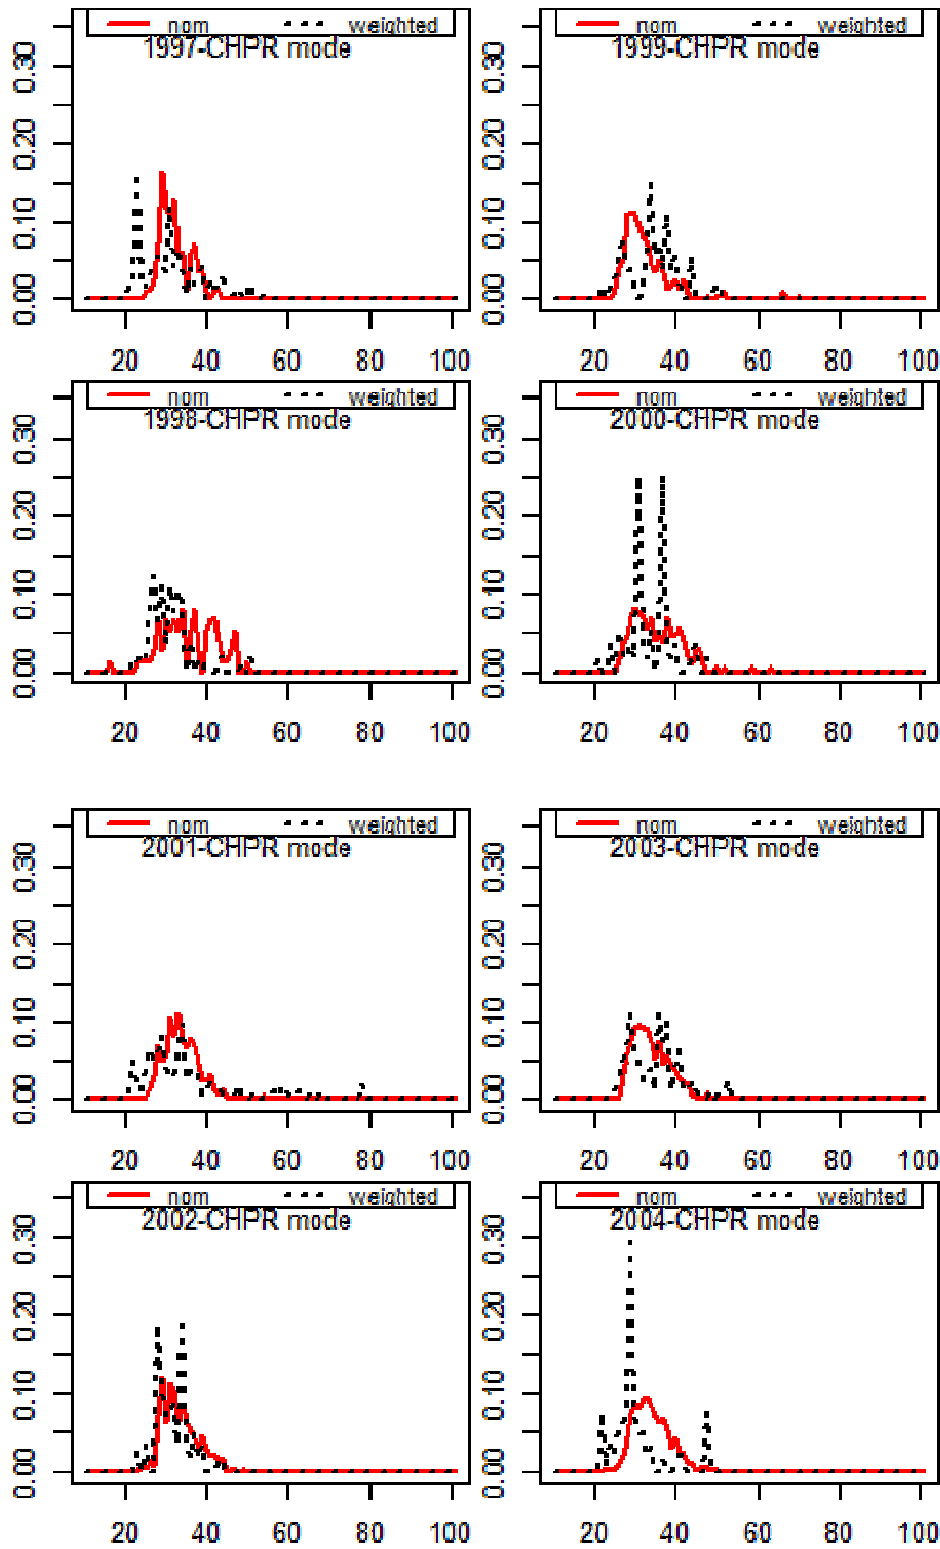 nom weighted
1997-CHPR mode
0.00 0.10 0.20 0.30
20 40 60 80 100
nom weighted
1999-CHPR mode
0.00 0.10 0.20 0.30
20 40 60 80 100
nom weighted
1998-CHPR mode
0.00 0.10 0.20 0.30
20 40 60 80 100
nom weighted
2000-CHPR mode
0.00 0.10 0.20 0.30
20 40 60 80 100
nom weighted
2001-CHPR mode
0.00 0.10 0.20 0.30
20 40 60 80 100
nom weighted
2003-CHPR mode
0.00 0.10 0.20 0.30
20 40 60 80 100
nom weighted
2002-CHPR mode
0.00 0.10 0.20 0.30
20 40 60 80 100
nom weighted
2004-CHPR mode
0.00 0.10 0.20 0.30
20 40 60 80 100